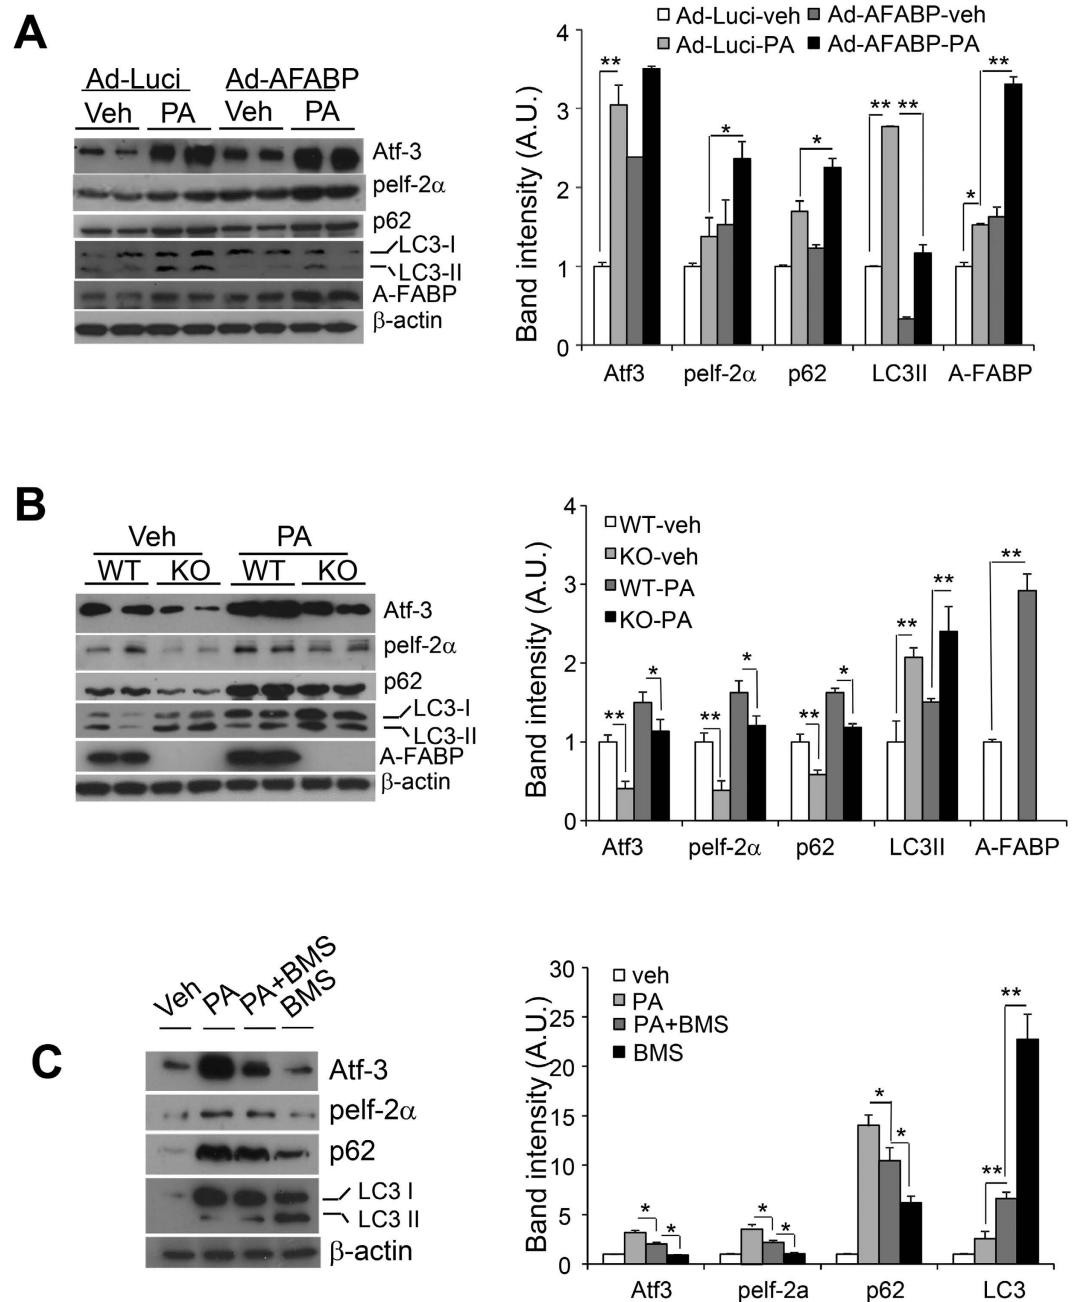 A
Ad-Luci Ad-AFABP
Veh PA Veh PA
Atf-3
pelf-2α
p62
LC3-I
LC3-II
A-FABP
β-actin
Ad-Luci-veh Ad-AFABP-veh
Ad-Luci-PA Ad-AFABP-PA
Band intensity (A.U.)
4
3
2
1
0
** * * ** ** * **
Atf3 pelf-2α p62 LC3II A-FABP
B
Veh PA
WT KO WT KO
Atf-3
pelf-2α
p62
LC3-I
LC3-II
A-FABP
β-actin
WT-veh
KO-veh
WT-PA
KO-PA
Band intensity (A.U.)
4
3
2
1
0
** * ** * ** * ** ** **
Atf3 pelf-2α p62 LC3II A-FABP
C
Veh PA PA+BMS BMS
Atf-3
pelf-2α
p62
LC3 I
LC3 II
β-actin
veh
PA
PA+BMS
BMS
Band intensity (A.U.)
30
25
20
15
10
5
0
* * * * * * ** **
Atf3 pelf-2a p62 LC3